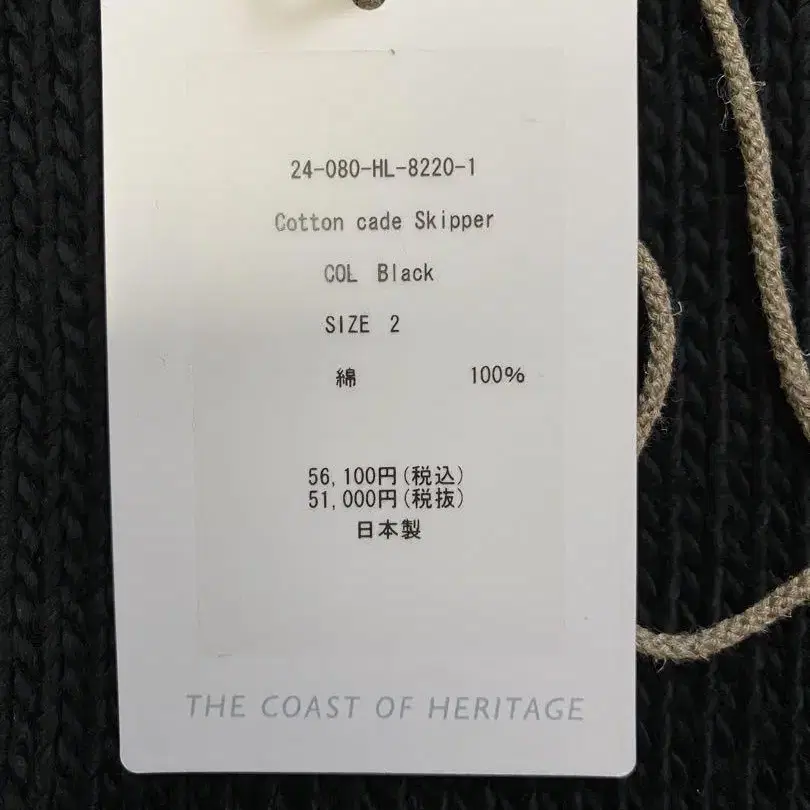 24-080-HL-8220-1
Cotton cade Skipper
COL Black
SIZE 2
綿 100%
56,100円(税込)
51,000円(税抜)
日本製
THE COAST OF HERITAGE